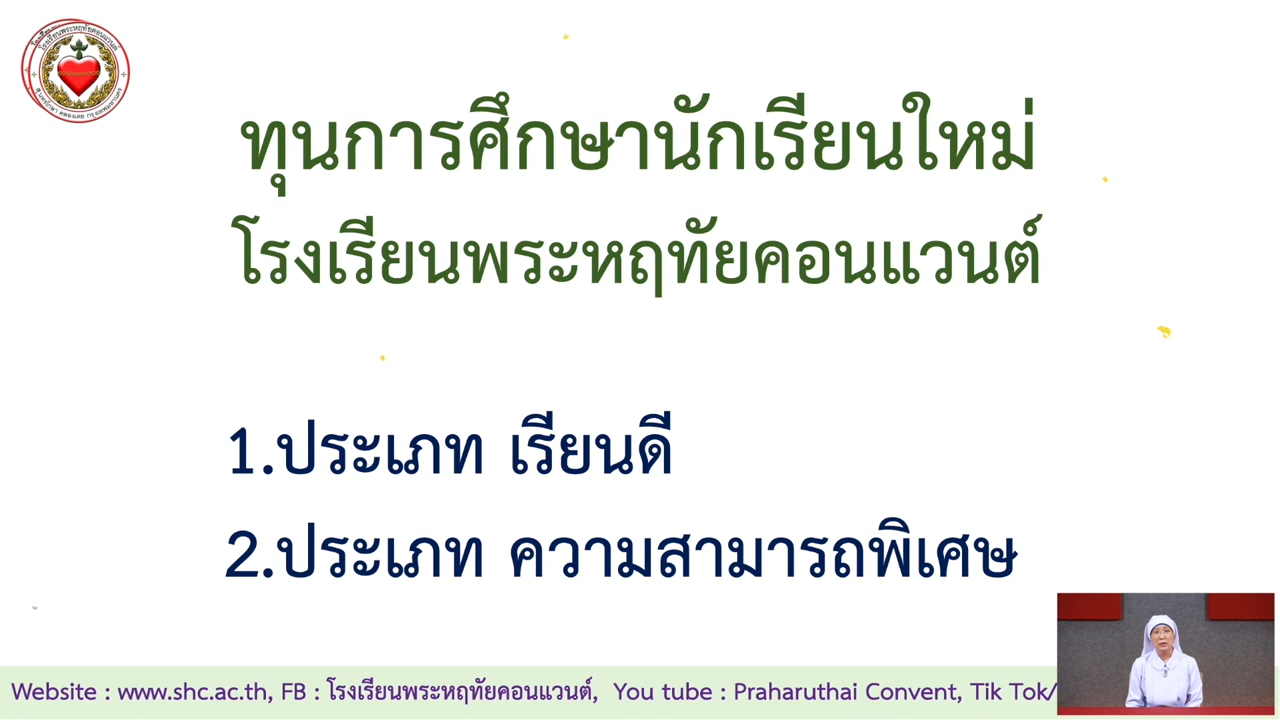 ทุนการศึกษานักเรียนใหม่
โรงเรียนพระหฤทัยคอนแวนต์
1.ประเภท เรียนดี
2.ประเภท ความสามารถพิเศษ
Website : www.shc.ac.th, FB : โรงเรียนพระหฤทัยคอนแวนต์, You tube : Praharuthai Convent, Tik Tok/